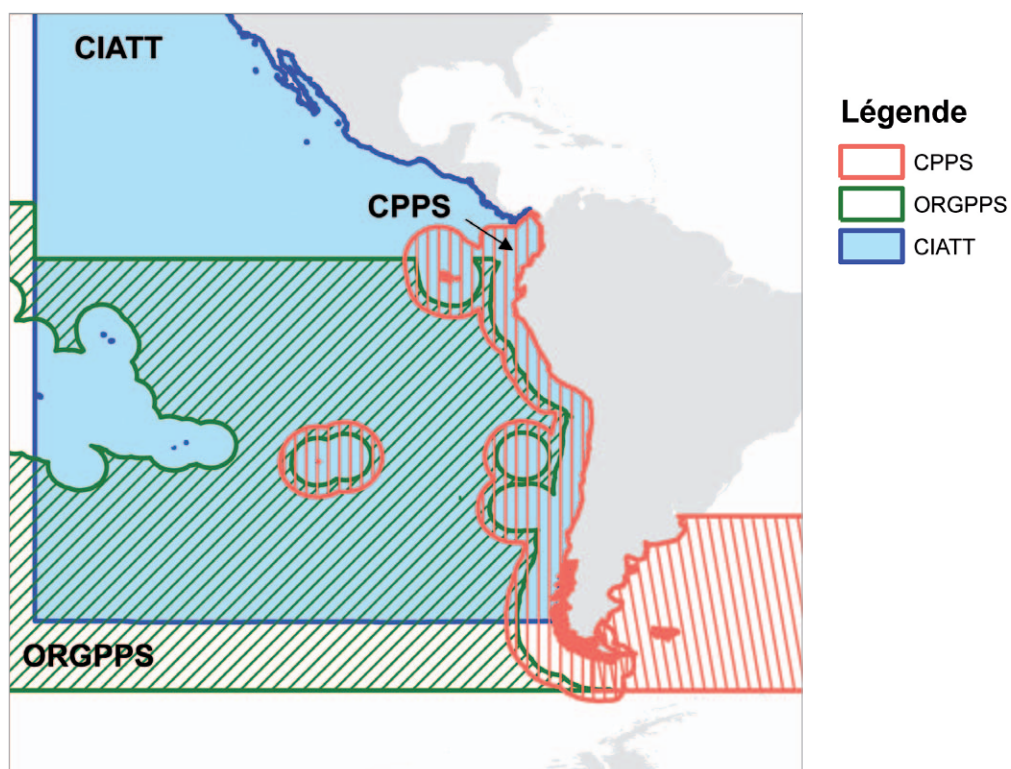 CIATT
CPPS
ORGPPS
Légende
CPPS
ORGPPS
CIATT